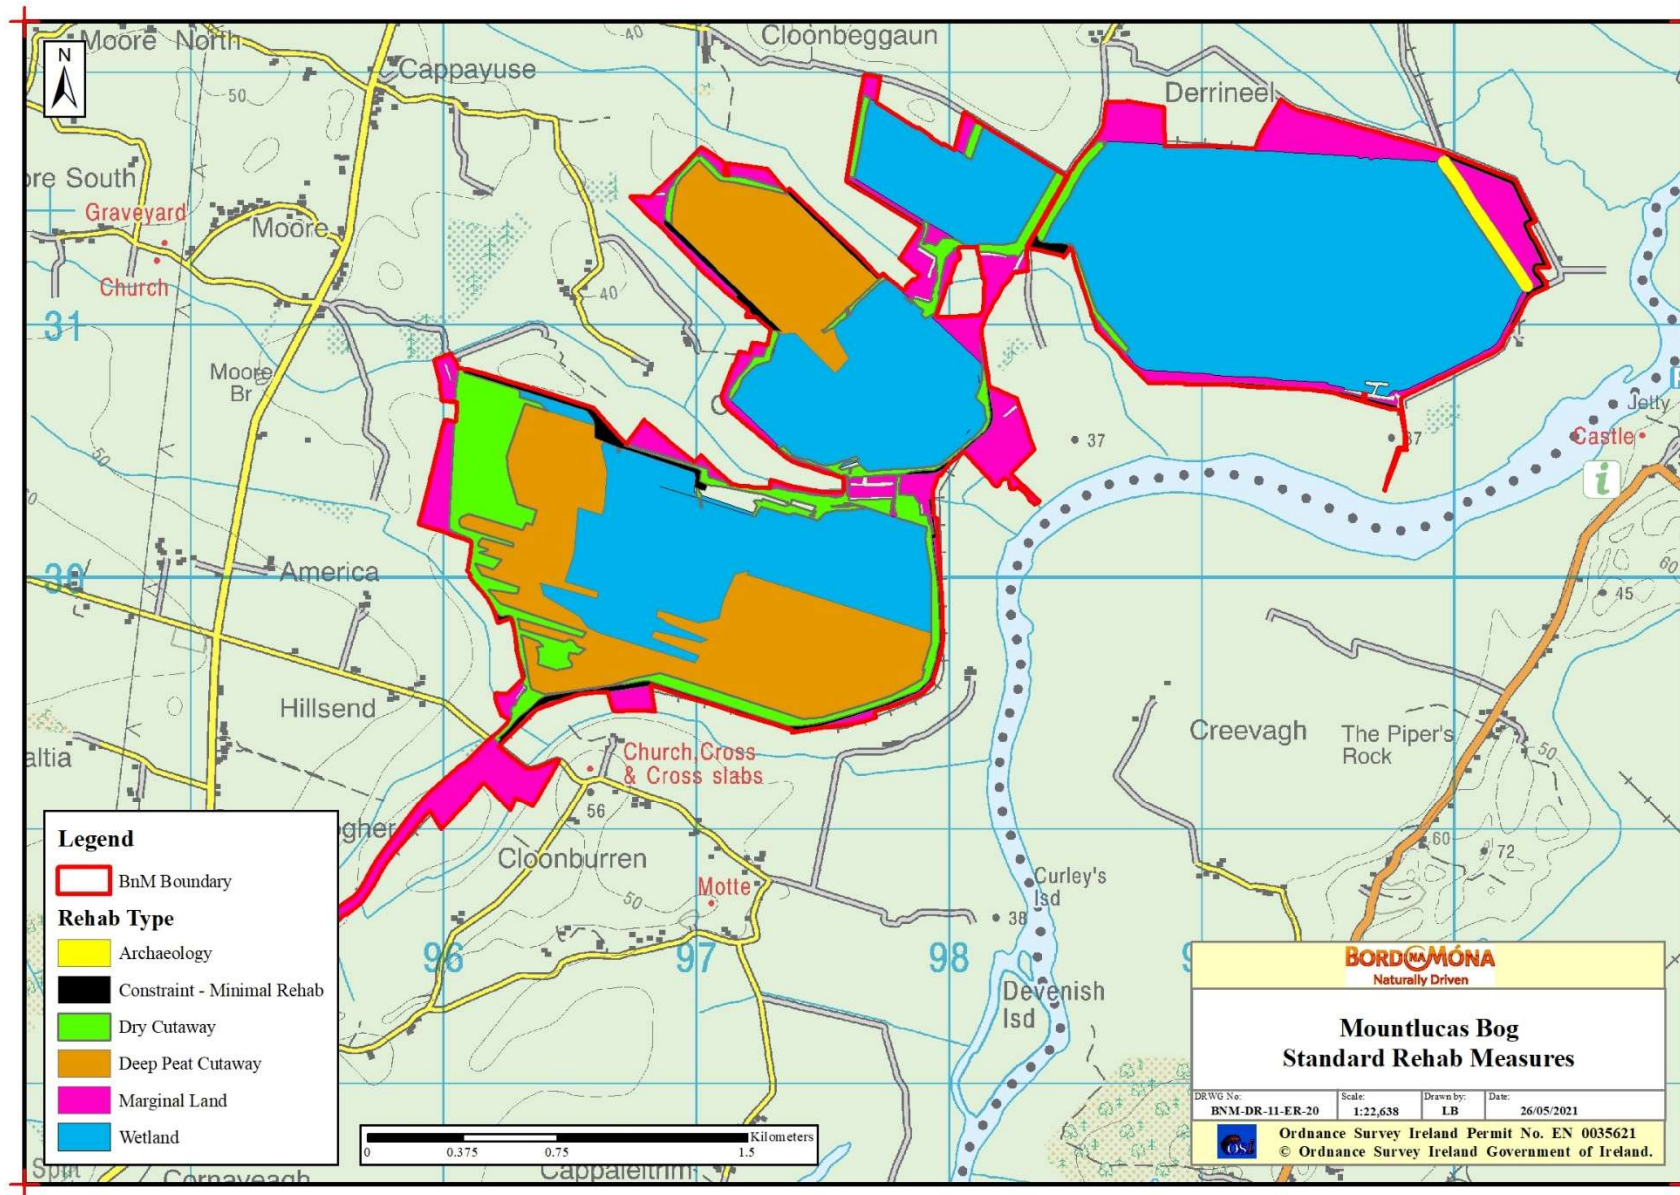 Moore North
Cappayuse
40
Cloonbeggaun
Derrineel
N
50
ore South
Graveyard
Moore
Church
40
31
Moore
Br
37
37
Jetty
Castle
i
50
America
30
60
45
Hillsend
Creevagh
The Piper's
Rock
50
altia
Church,Cross
& Cross slabs
56
gher
Cloonburren
60
72
Motte
50
Curley's
Isd
38
96
97
98
Devenish
Isd
Legend
BnM Boundary
Rehab Type
Archaeology
Constraint - Minimal Rehab
Dry Cutaway
Deep Peat Cutaway
Marginal Land
Wetland
0 0.375 0.75 1.5 Kilometers
Cappaleitrim
Cornaveagh
BORD NA MÓNA
Naturally Driven
Mountlucas Bog
Standard Rehab Measures
DRWG No: Scale: Drawn by: Date:
BNM-DR-11-ER-20 1:22,638 LB 26/05/2021
OSi
Ordnance Survey Ireland Permit No. EN 0035621
© Ordnance Survey Ireland Government of Ireland.